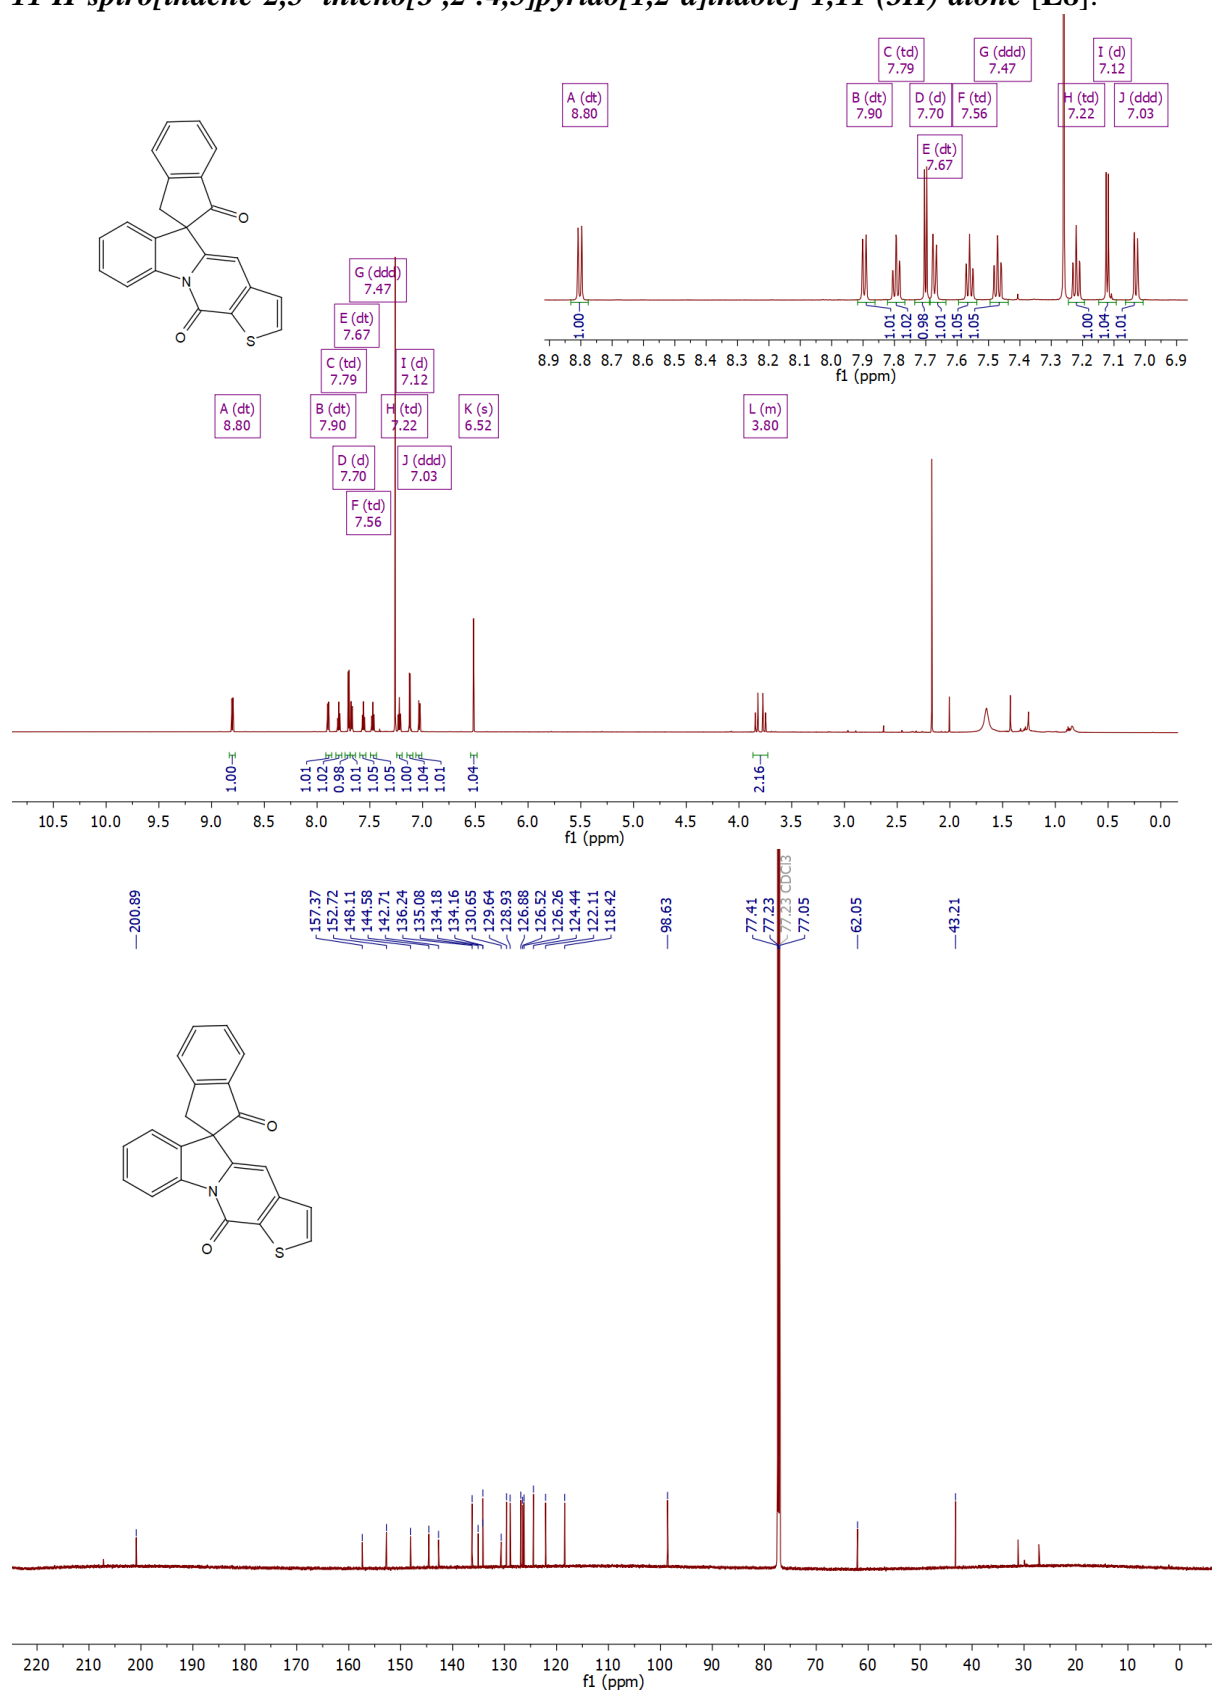 C (td)
7.79
G (ddd)
7.47
I (d)
7.12
A (dt)
8.80
B (dt)
7.90
D (d)
7.70
F (td)
7.56
H (td)
7.22
J (ddd)
7.03
E (dt)
7.67
1.00
1.01
1.02
0.98
1.01
1.05
1.05
1.00
1.04
1.01
8.9 8.8 8.7 8.6 8.5 8.4 8.3 8.2 8.1 8.0 7.9 7.8 7.7 7.6 7.5 7.4 7.3 7.2 7.1 7.0 6.9
f1 (ppm)
O
N
O
S
G (ddd)
7.47
E (dt)
7.67
C (td)
7.79
I (d)
7.12
A (dt)
8.80
B (dt)
7.90
H (td)
7.22
K (s)
6.52
L (m)
3.80
D (d)
7.70
J (ddd)
7.03
F (td)
7.56
1.00
1.01
1.02
0.98
1.01
1.05
1.05
1.00
1.04
1.01
1.04
2.16
10.5 10.0 9.5 9.0 8.5 8.0 7.5 7.0 6.5 6.0 5.5 5.0 4.5 4.0 3.5 3.0 2.5 2.0 1.5 1.0 0.5 0.0
f1 (ppm)
200.89
157.37
152.72
148.11
144.58
142.71
136.24
135.08
134.18
134.16
130.65
129.64
128.93
126.88
126.52
126.26
124.44
122.11
118.42
98.63
77.41
77.23
77.23 CDCl3
77.05
62.05
43.21
O
N
O
S
220 210 200 190 180 170 160 150 140 130 120 110 100 90 80 70 60 50 40 30 20 10 0
f1 (ppm)